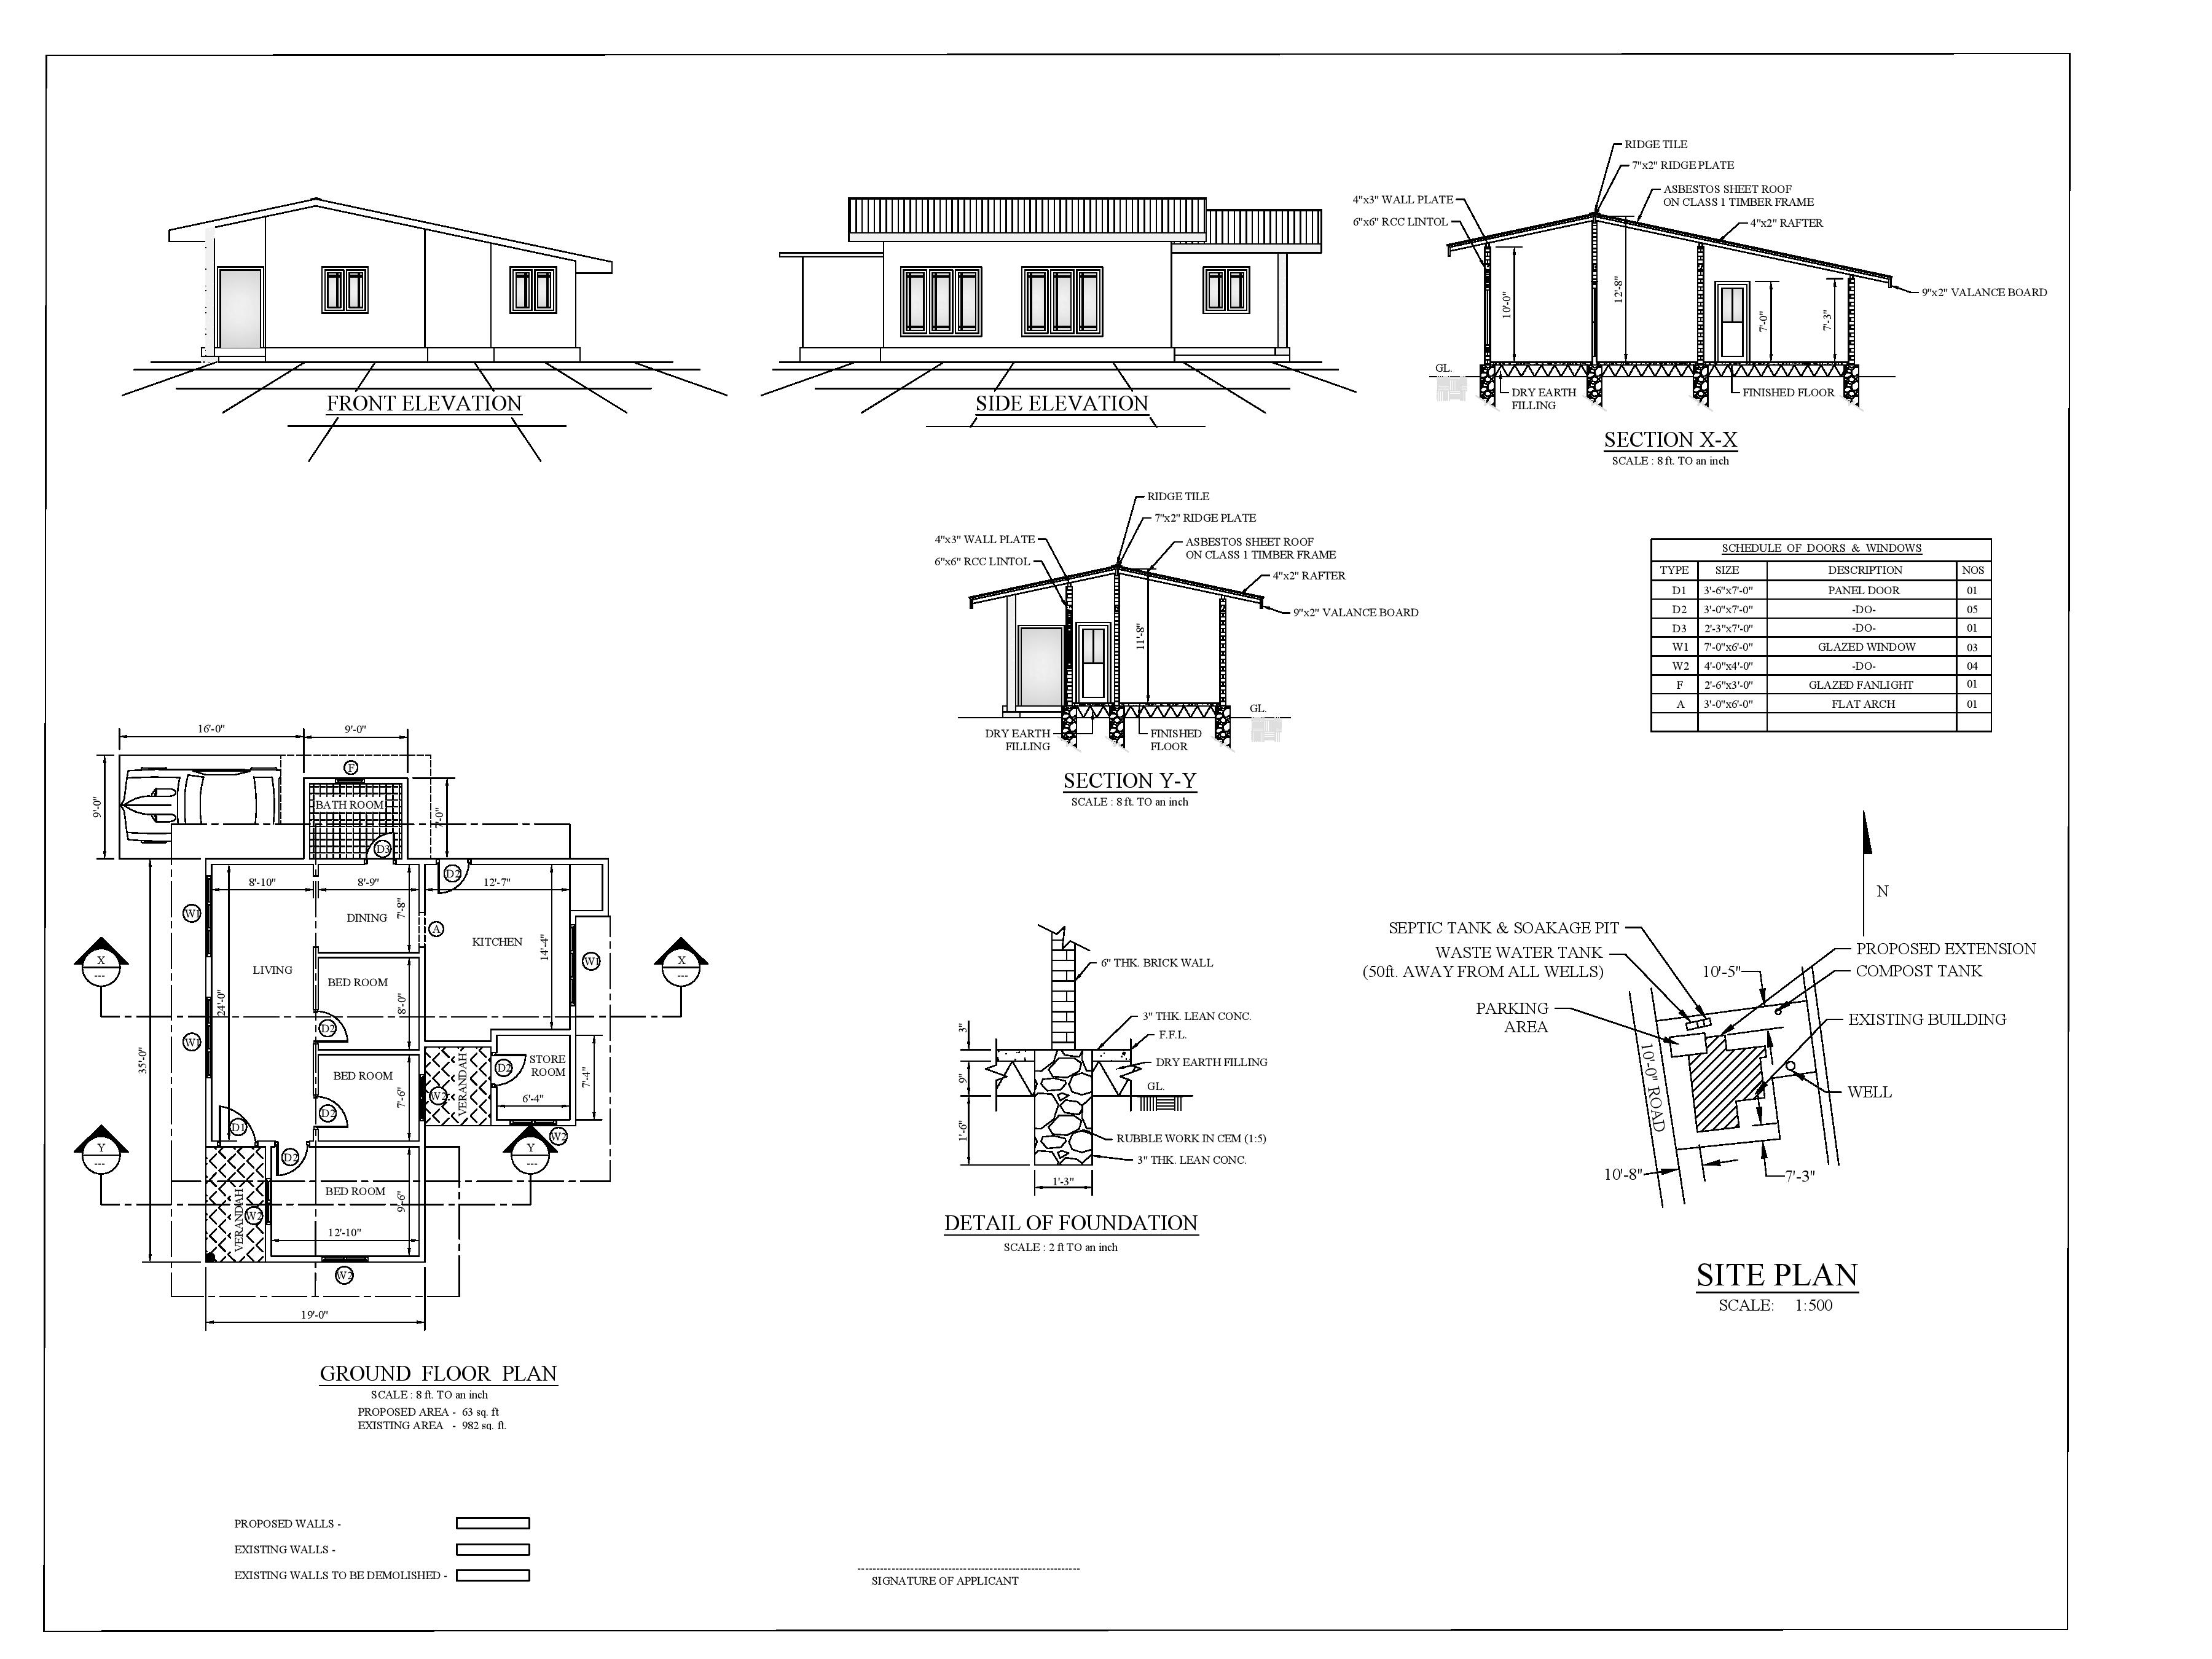 FRONT ELEVATION
SIDE ELEVATION
RIDGE TILE
7"x2" RIDGE PLATE
ASBESTOS SHEET ROOF
ON CLASS 1 TIMBER FRAME
4"x3" WALL PLATE
6"x6" RCC LINTOL
4"x2" RAFTER
9"x2" VALANCE BOARD
10'-0"
12'-8"
7'-0"
7'-3"
GL.
DRY EARTH
FILLING
FINISHED FLOOR
SECTION X-X
SCALE : 8 ft. TO an inch
RIDGE TILE
7"x2" RIDGE PLATE
4"x3" WALL PLATE
ASBESTOS SHEET ROOF
ON CLASS 1 TIMBER FRAME
6"x6" RCC LINTOL
4"x2" RAFTER
9"x2" VALANCE BOARD
11'-8"
GL.
DRY EARTH
FILLING
FINISHED
FLOOR
SECTION Y-Y
SCALE : 8 ft. TO an inch
SCHEDULE OF DOORS & WINDOWS
TYPE SIZE DESCRIPTION NOS
D1 3'-6"x7'-0" PANEL DOOR 01
D2 3'-0"x7'-0" -DO- 05
D3 2'-3"x7'-0" -DO- 01
W1 7'-0"x6'-0" GLAZED WINDOW 03
W2 4'-0"x4'-0" -DO- 04
F 2'-6"x3'-0" GLAZED FANLIGHT 01
A 3'-0"x6'-0" FLAT ARCH 01
16'-0"
9'-0"
F
9'-0"
BATH ROOM
7'-0"
D3
D2
8'-10"
8'-9"
12'-7"
W1
DINING
7'-8"
A
KITCHEN
14'-4"
W1
X
---
X
---
LIVING
BED ROOM
8'-0"
24'-0"
D2
W1
35'-0"
BED ROOM
7'-6"
W2
VERANDAH
D2
STORE
ROOM
7'-4"
6'-4"
D2
D1
W2
Y
---
Y
---
D2
BED ROOM
9'-6"
VERANDAH
W2
12'-10"
W2
19'-0"
GROUND FLOOR PLAN
SCALE : 8 ft. TO an inch
PROPOSED AREA - 63 sq. ft
EXISTING AREA - 982 sq. ft.
6" THK. BRICK WALL
3" THK. LEAN CONC.
F.F.L.
3"
DRY EARTH FILLING
9"
GL.
1'-6"
RUBBLE WORK IN CEM (1:5)
3" THK. LEAN CONC.
1'-3"
DETAIL OF FOUNDATION
SCALE : 2 ft TO an inch
N
SEPTIC TANK & SOAKAGE PIT
WASTE WATER TANK
(50ft. AWAY FROM ALL WELLS)
PARKING
AREA
10'-5"
PROPOSED EXTENSION
COMPOST TANK
EXISTING BUILDING
WELL
10'-0" ROAD
10'-8"
7'-3"
SITE PLAN
SCALE: 1:500
PROPOSED WALLS -
EXISTING WALLS -
EXISTING WALLS TO BE DEMOLISHED -
SIGNATURE OF APPLICANT